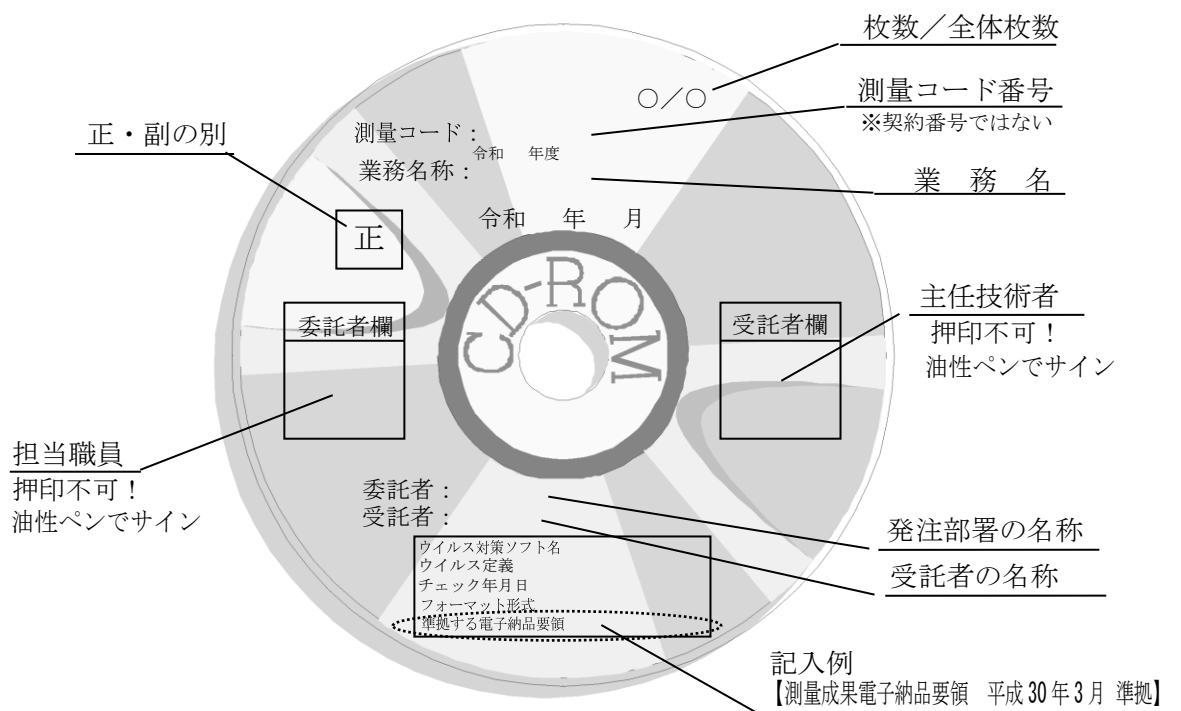 枚数／全体枚数
○／○
測量コード番号
※契約番号ではない
測量コード：
正・副の別
令和　年度
業務名称：
業　務　名
令和　年　月
正
CD-ROM
主任技術者
押印不可！
油性ペンでサイン
委託者欄
受託者欄
担当職員
押印不可！
油性ペンでサイン
委託者：
受託者：
発注部署の名称
受託者の名称
ウイルス対策ソフト名
ウイルス定義
チェック年月日
フォーマット形式
準拠する電子納品要領
記入例
【測量成果電子納品要領　平成30年3月 準拠】